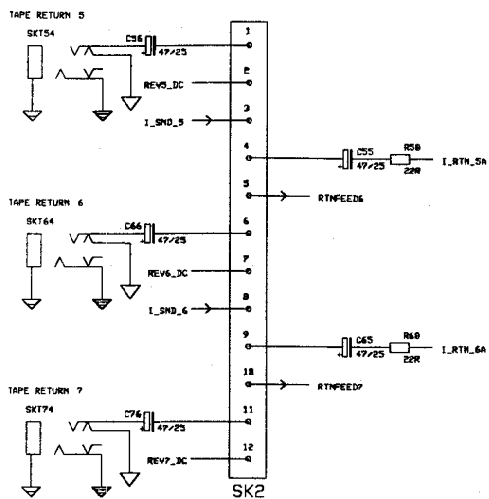 TAPE RETURN 5
SKT54
C56
47/25
1
REV5_DC
2
I_SND_5
3
4
C55
47/25
R50
22R
I_RTN_5A
5
RTNFEED6
TAPE RETURN 6
SKT64
C66
47/25
6
REV6_DC
7
I_SND_6
8
9
C65
47/25
R60
22R
I_RTN_6A
10
RTNFEED7
TAPE RETURN 7
SKT74
C76
47/25
11
REV7_DC
12
SK2